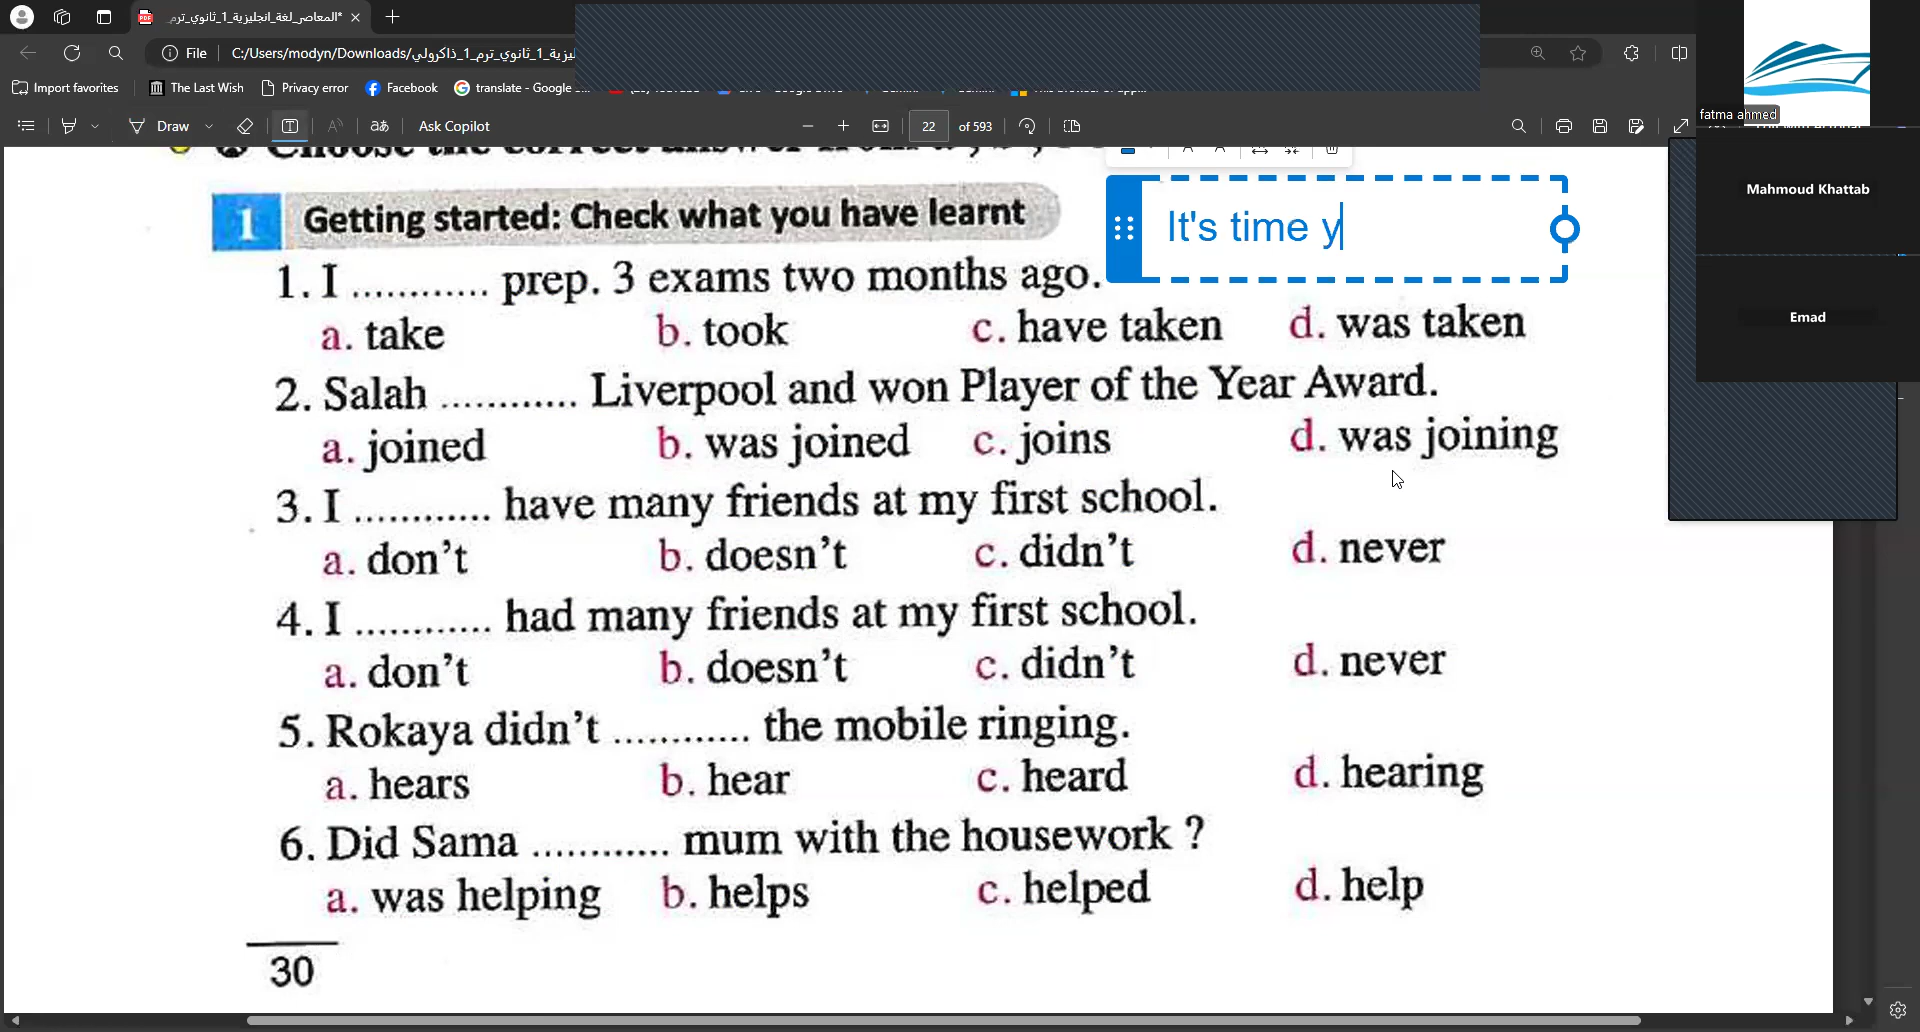 المعاصر_لغة_انجليزية_1_ثانوي_ترم*
File C:/Users/modyn/Downloads/
Import favorites The Last Wish Privacy error Facebook translate - Google
Draw Ask Copilot 22 of 593
fatma ahmed
Mahmoud Khattab
Emad
1 Getting started: Check what you have learnt
It's time y
1. I ............ prep. 3 exams two months ago.
a. take b. took c. have taken d. was taken
2. Salah ............ Liverpool and won Player of the Year Award.
a. joined b. was joined c. joins d. was joining
3. I ............ have many friends at my first school.
a. don't b. doesn't c. didn't d. never
4. I ............ had many friends at my first school.
a. don't b. doesn't c. didn't d. never
5. Rokaya didn't ............ the mobile ringing.
a. hears b. hear c. heard d. hearing
6. Did Sama ............ mum with the housework ?
a. was helping b. helps c. helped d. help
30